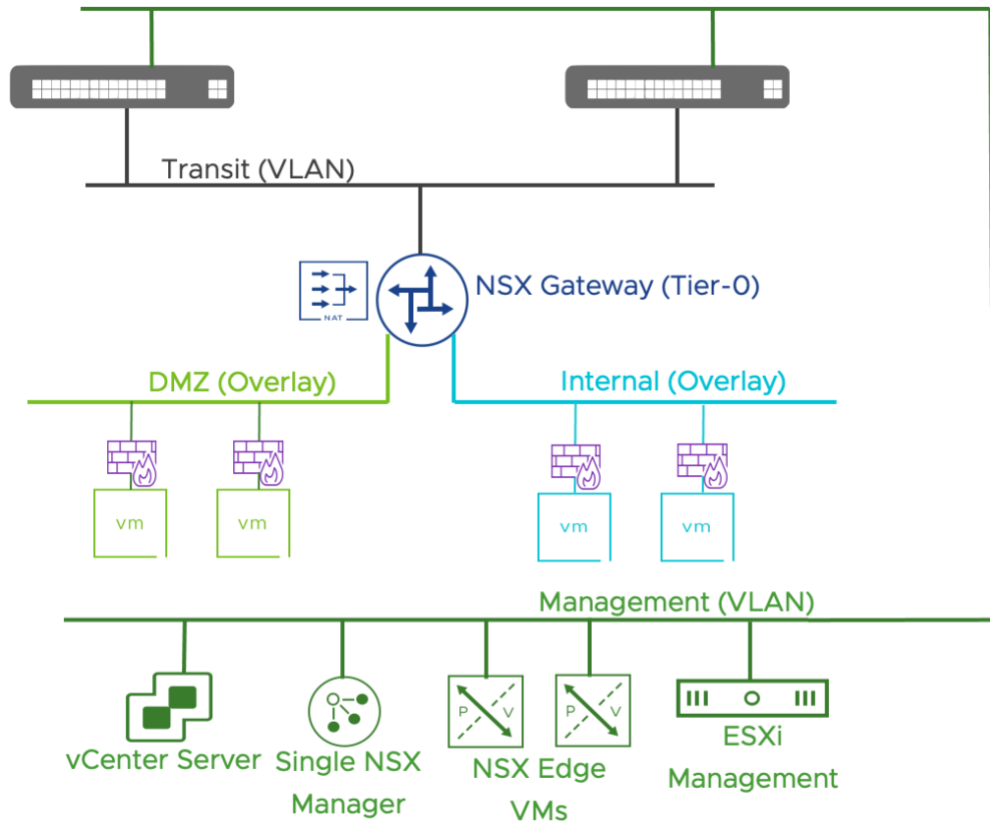 Transit (VLAN)
NSX Gateway (Tier-0)
NAT
DMZ (Overlay)
Internal (Overlay)
vm
vm
vm
vm
Management (VLAN)
P V
P V
vCenter Server
Single NSX
Manager
NSX Edge
VMs
ESXi
Management